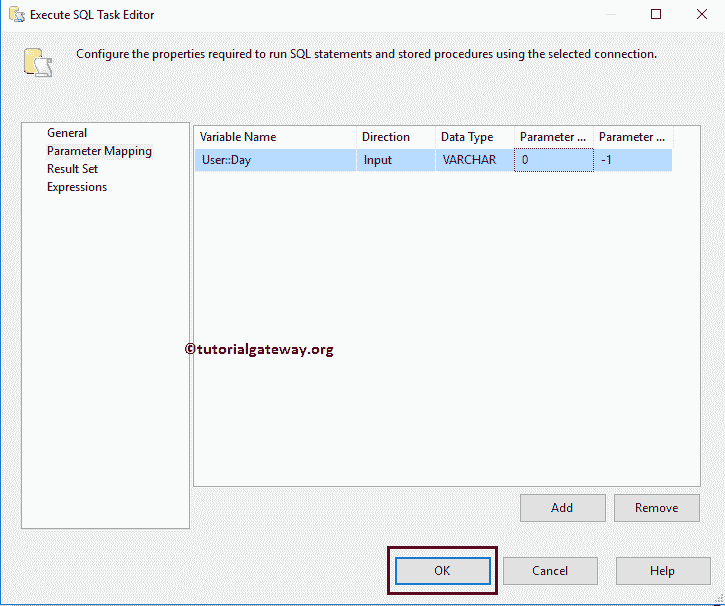 Execute SQL Task Editor
Configure the properties required to run SQL statements and stored procedures using the selected connection.
General
Parameter Mapping
Result Set
Expressions
Variable Name Direction Data Type Parameter ... Parameter ...
User::Day Input VARCHAR 0 -1
©tutorialgateway.org
Add Remove
OK Cancel Help